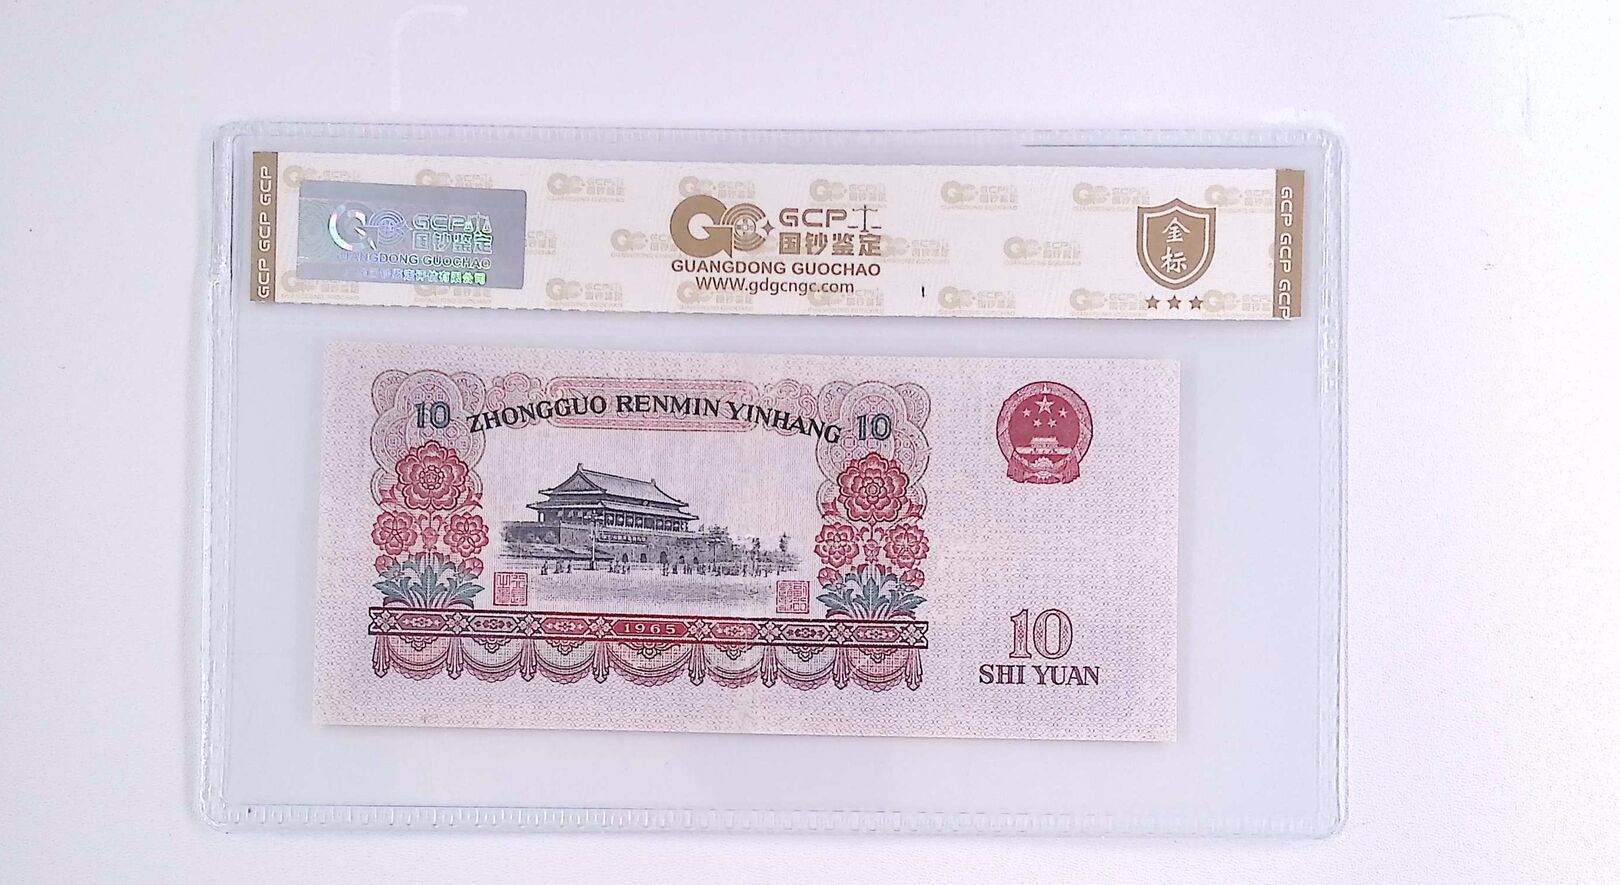 GCP GCP GCP
GCP
国钞鉴定
GUANGDONG GUOCHAO
GCP
国钞鉴定
GUANGDONG GUOCHAO
www.gdgcngc.com
金标
GCP GCP GCP
10 ZHONGGUO RENMIN YINHANG 10
1965
10
SHI YUAN